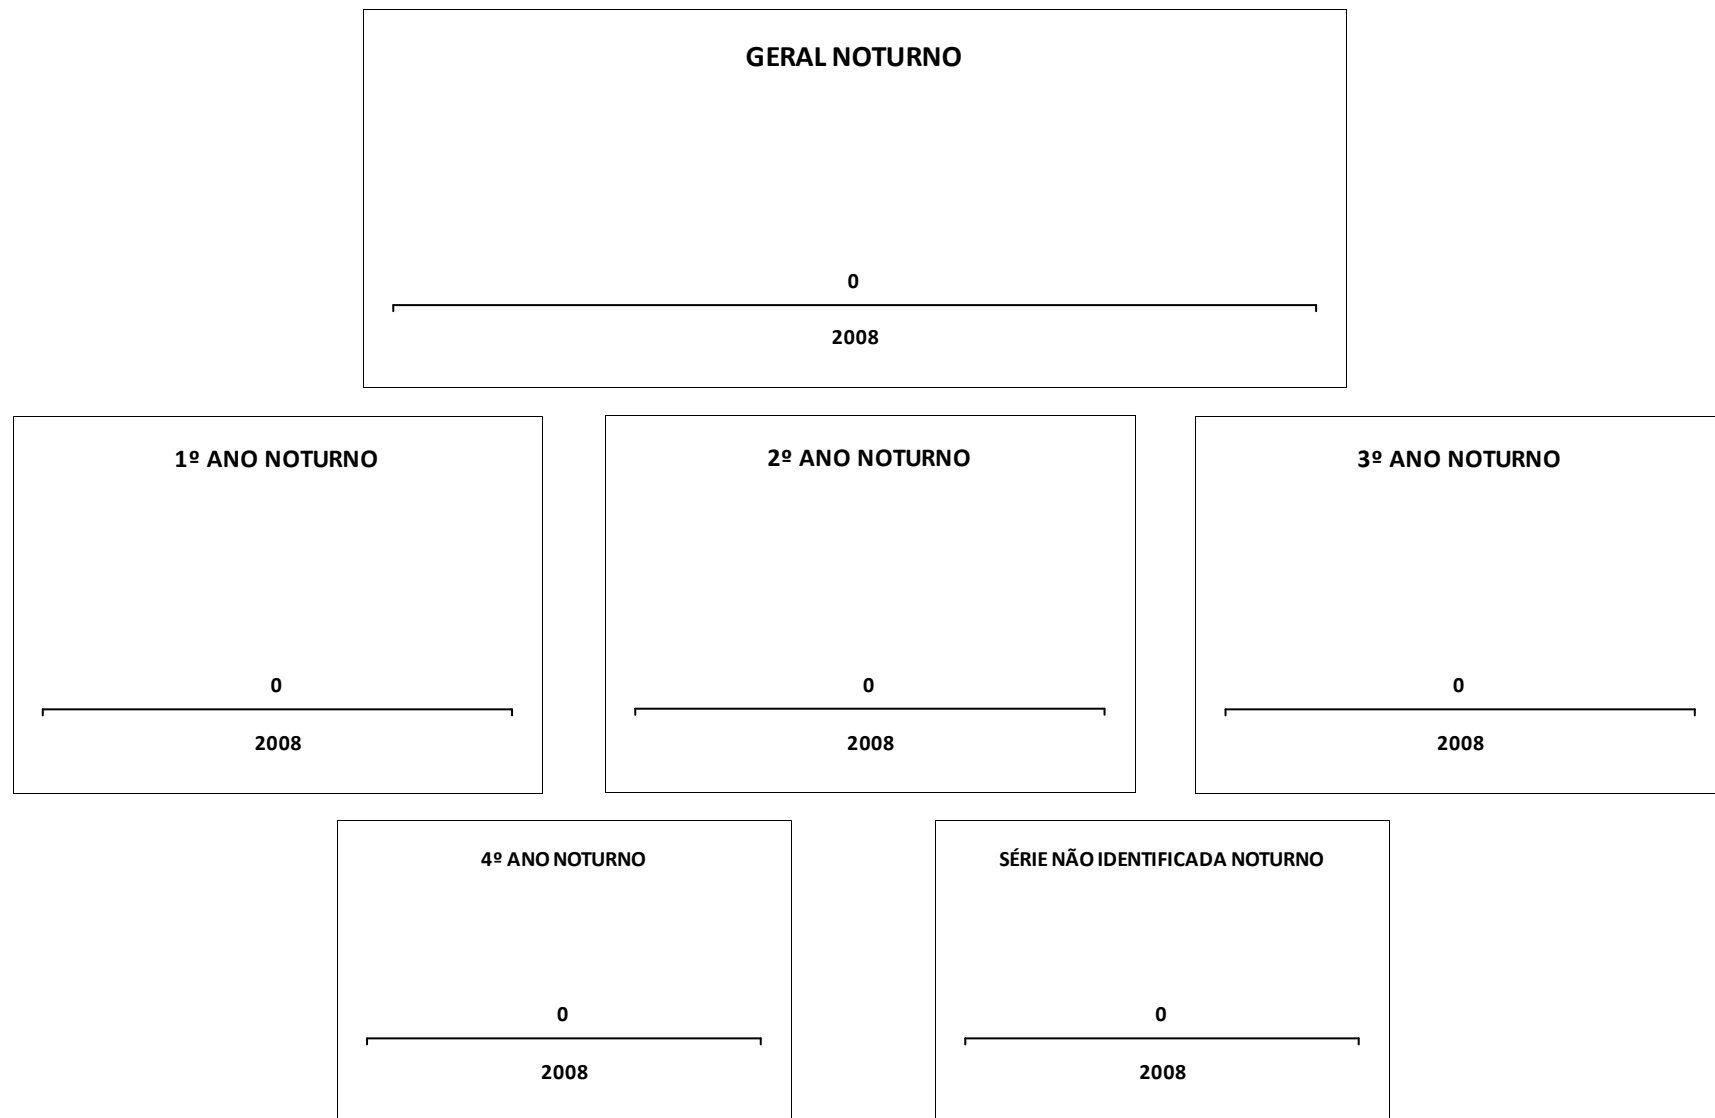 GERAL NOTURNO
0
2008
1º ANO NOTURNO
0
2008
2º ANO NOTURNO
0
2008
3º ANO NOTURNO
0
2008
4º ANO NOTURNO
0
2008
SÉRIE NÃO IDENTIFICADA NOTURNO
0
2008